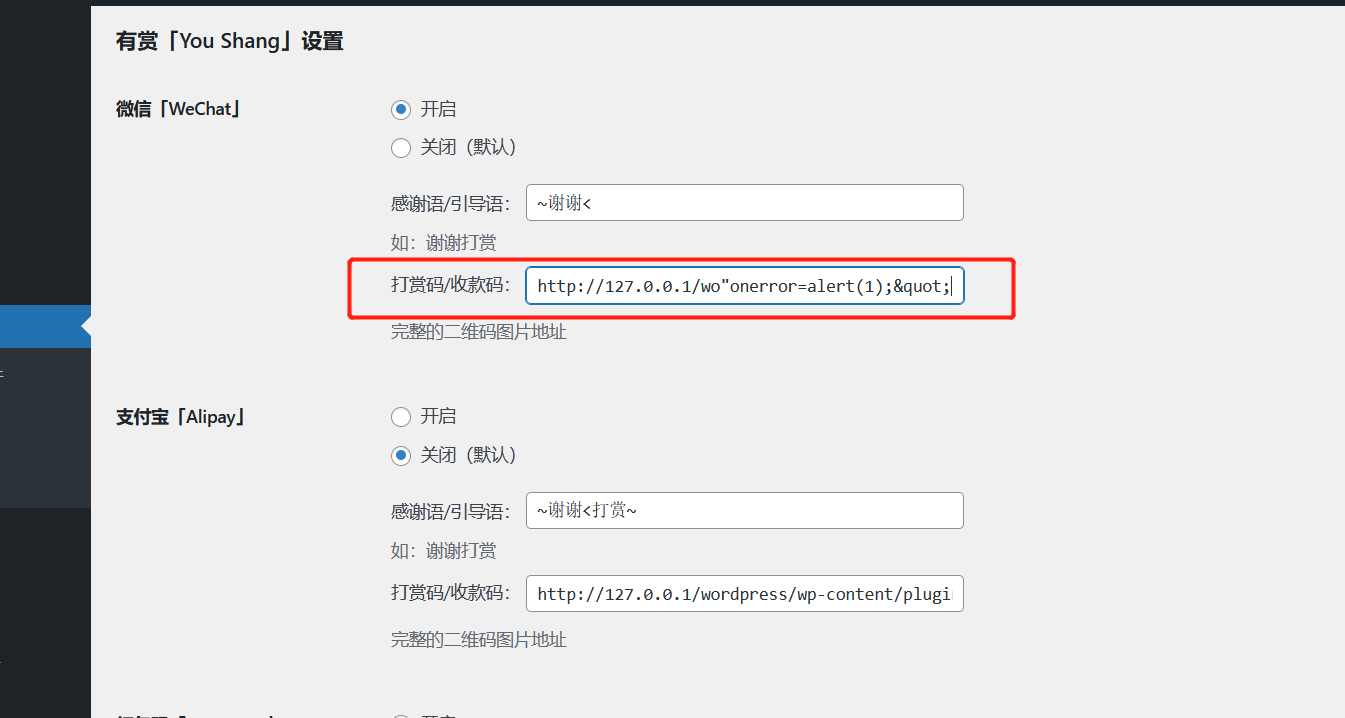 有赏「You Shang」设置
微信「WeChat」
开启
关闭（默认）
感谢语/引导语： ~谢谢<
如：谢谢打赏
打赏码/收款码： http://127.0.0.1/wo"onerror=alert(1);&quot;
完整的二维码图片地址
支付宝「Alipay」
开启
关闭（默认）
感谢语/引导语： ~谢谢<打赏~
如：谢谢打赏
打赏码/收款码： http://127.0.0.1/wordpress/wp-content/plugi
完整的二维码图片地址